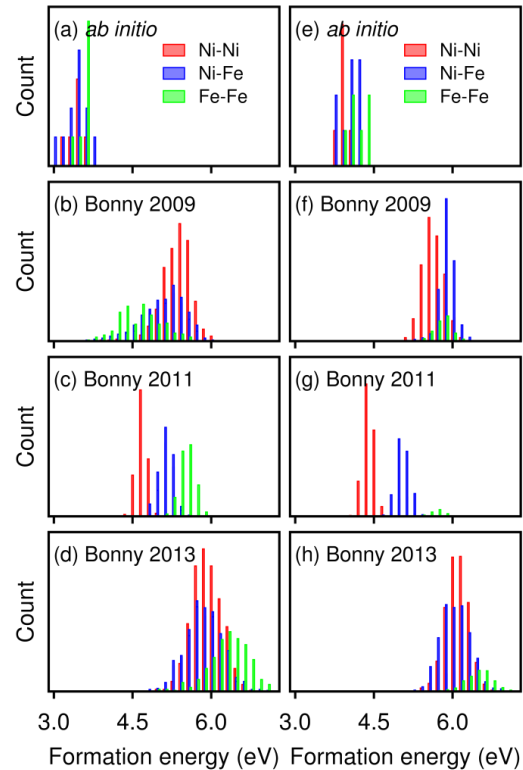 (a) ab initio
Ni-Ni
Ni-Fe
Fe-Fe
Count
(e) ab initio
Ni-Ni
Ni-Fe
Fe-Fe
(b) Bonny 2009
Count
(f) Bonny 2009
(c) Bonny 2011
Count
(g) Bonny 2011
(d) Bonny 2013
Count
(h) Bonny 2013
3.0 4.5 6.0
3.0 4.5 6.0
Formation energy (eV)
Formation energy (eV)